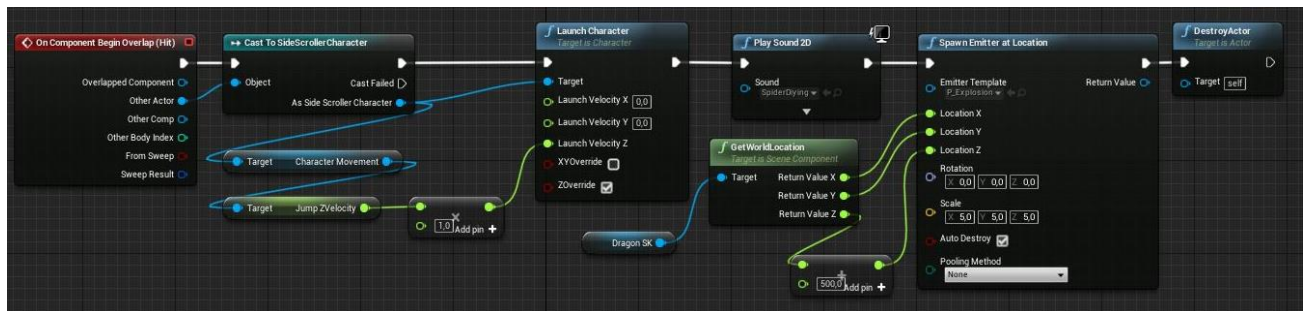 On Component Begin Overlap (Hit)
Overlapped Component
Other Actor
Other Comp
Other Body Index
From Sweep
Sweep Result
Cast To SideScrollerCharacter
Object
Cast Failed
As Side Scroller Character
Target Character Movement
Target Jump ZVelocity
×
1,0 Add pin +
f Launch Character
Target is Character
Target
Launch Velocity X 0,0
Launch Velocity Y 0,0
Launch Velocity Z
XYOverride
ZOverride
f Play Sound 2D
Sound
SpiderDiying
f GetWorldLocation
Target is Scene Component
Target Return Value X
Return Value Y
Return Value Z
Dragon SK
+
500,0 Add pin +
f Spawn Emitter at Location
Emitter Template Return Value
P_Explosion
Location X
Location Y
Location Z
Rotation
X 0,0 Y 0,0 Z 0,0
Scale
X 5,0 Y 5,0 Z 5,0
Auto Destroy
Pooling Method
None
f DestroyActor
Target is Actor
Target self